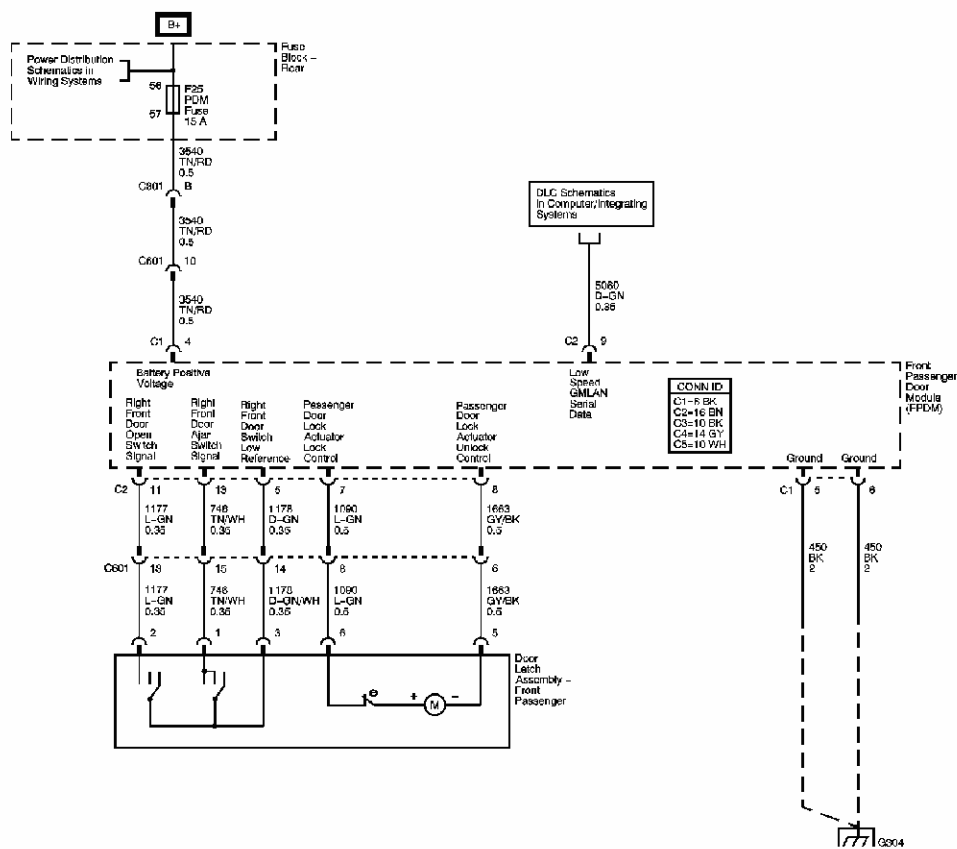 B+
Power Distribution
Schematics in
Wiring Systems
Fuse
Block –
Rear
56
57
F25
PDM
Fuse
15 A
3540
TN/RD
0.5
C301 B
3540
TN/RD
0.5
C601 10
3540
TN/RD
0.5
C1 4
DLC Schematics
in Computer/Integrating
Systems
5060
D-GN
0.35
C2 9
Battery Positive
Voltage
Low
Speed
GMLAN
Serial
Data
CONN ID
C1=6 BK
C2=16 BN
C3=10 BK
C4=14 GY
C5=10 WH
Front
Passenger
Door
Module
(FPDM)
Right
Front
Door
Open
Switch
Signal
Right
Front
Door
Ajar
Switch
Signal
Right
Front
Door
Switch
Low
Reference
Passenger
Door
Lock
Actuator
Lock
Control
Passenger
Door
Lock
Actuator
Unlock
Control
Ground Ground
C2 11 13 5 7 8
C1 5 6
1177
L-GN
0.35
746
TN/WH
0.35
1178
D-GN
0.35
1090
L-GN
0.5
1663
GY/BK
0.5
450
BK
2
450
BK
2
C601 13 15 14 8 6
1177
L-GN
0.35
746
TN/WH
0.35
1178
D-GN/WH
0.35
1090
L-GN
0.5
1663
GY/BK
0.5
2 1 3 6 5
Door
Latch
Assembly –
Front
Passenger
+ M –
G304